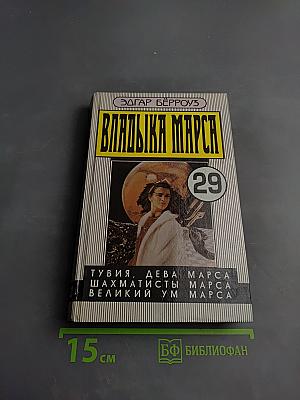 ЭДГАР БЕРРОУЗ
ВЛАДЫКА МАРСА
29
ТУВИЯ, ДЕВА МАРСА
ШАХМАТИСТЫ МАРСА
ВЕЛИКИЙ УМ МАРСА
15 см
БФ БИБЛИОФАН